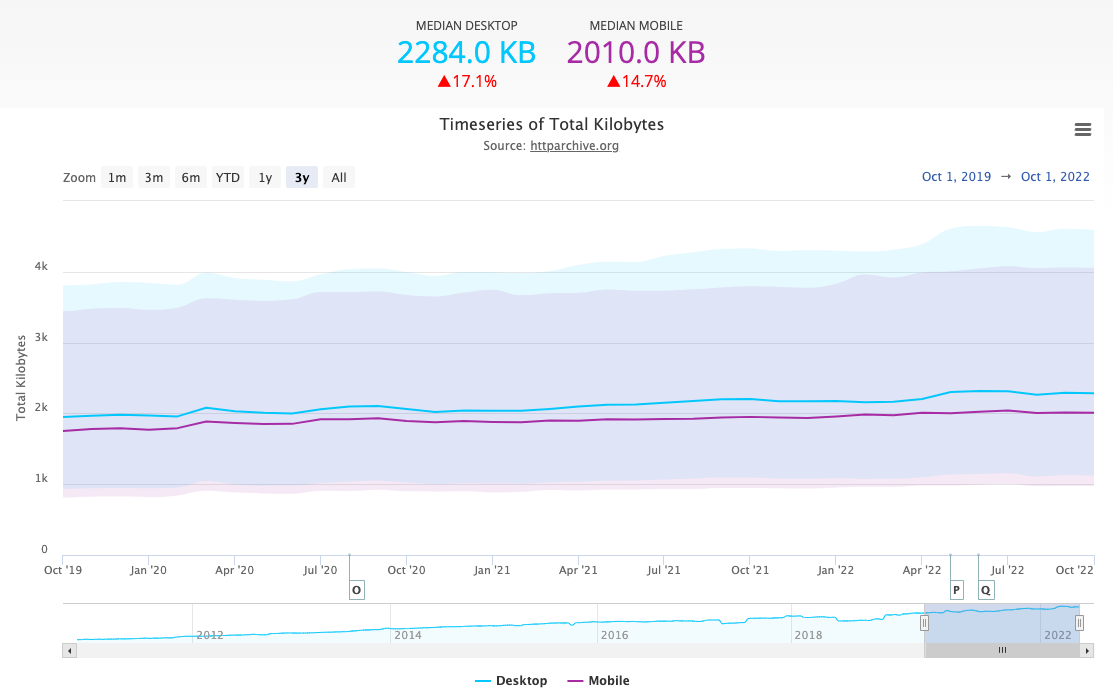 MEDIAN DESKTOP MEDIAN MOBILE
2284.0 KB 2010.0 KB
▲17.1% ▲14.7%
Timeseries of Total Kilobytes
Source: httparchive.org
Zoom 1m 3m 6m YTD 1y 3y All Oct 1, 2019 → Oct 1, 2022
Total Kilobytes
4k
3k
2k
1k
0
Oct '19 Jan '20 Apr '20 Jul '20 Oct '20 Jan '21 Apr '21 Jul '21 Oct '21 Jan '22 Apr '22 Jul '22 Oct '22
O P Q
2012 2014 2016 2018 2022
Desktop Mobile